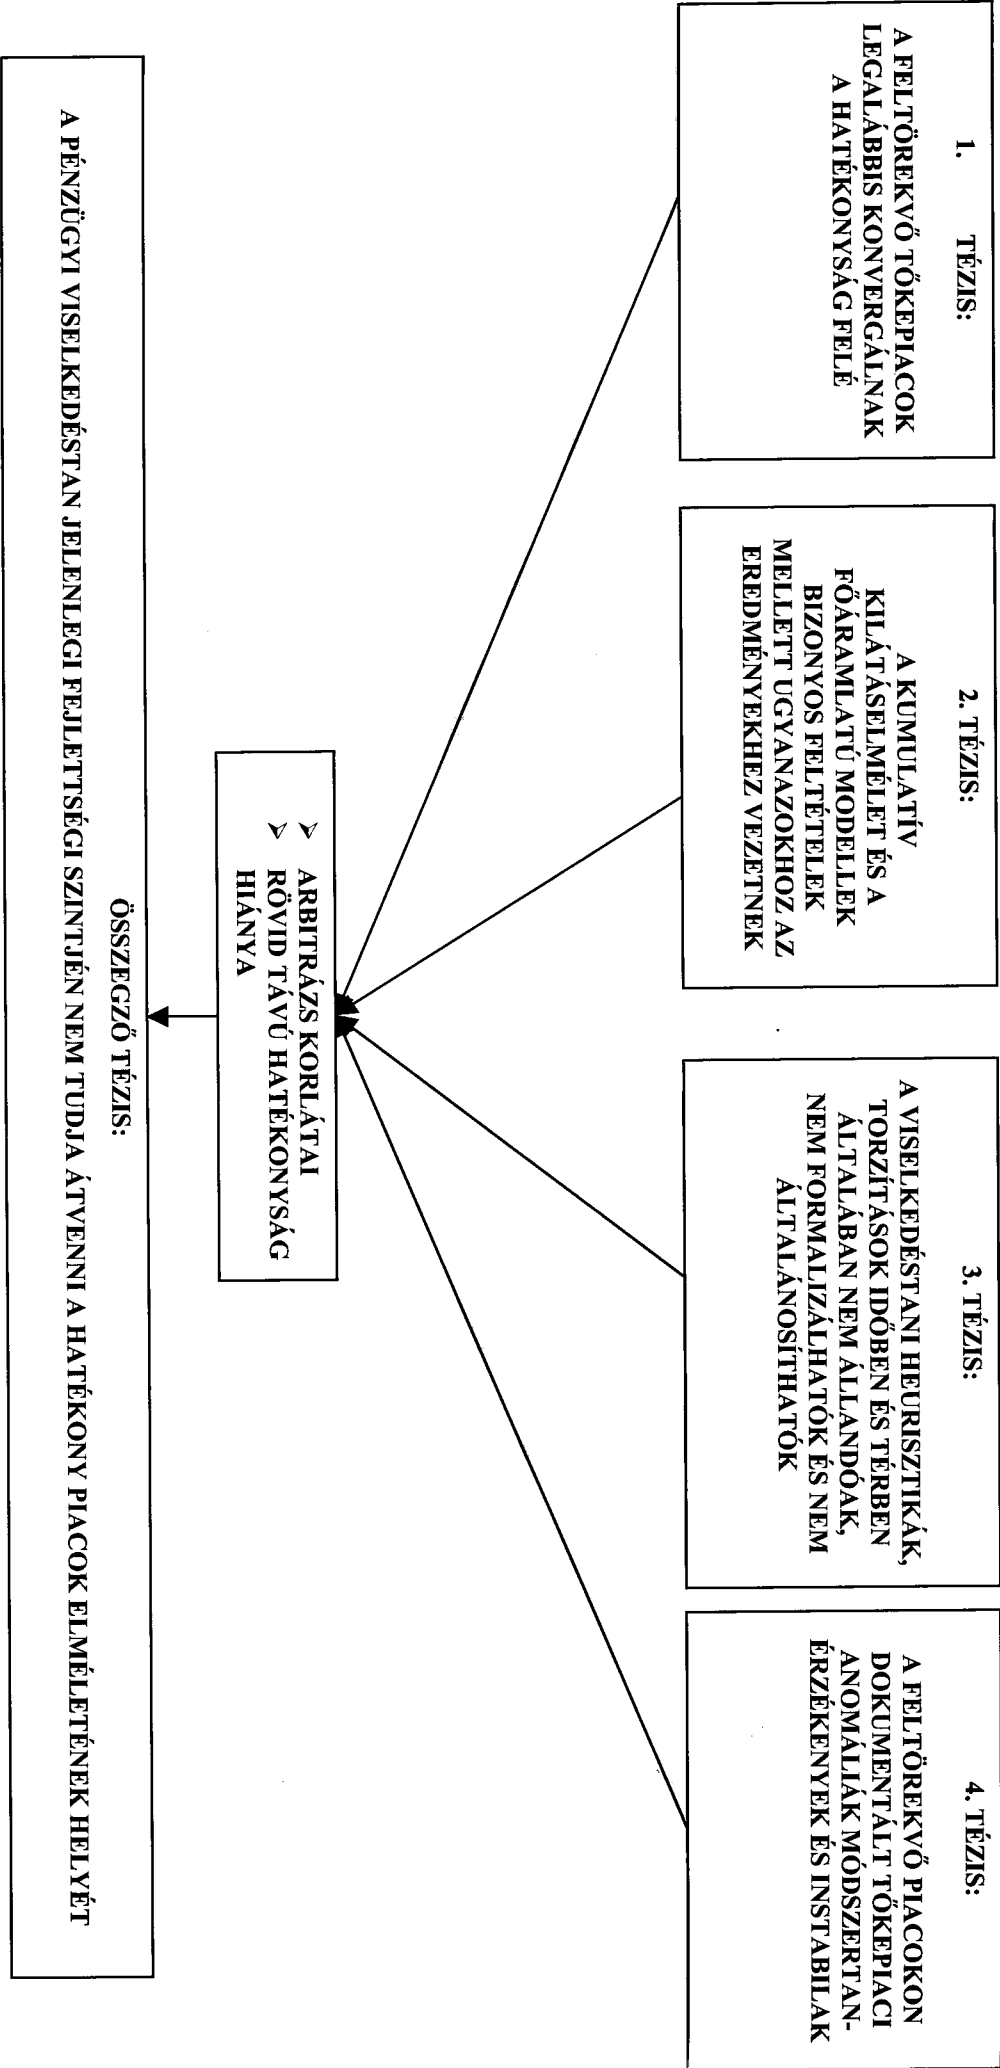 1. TÉZIS:
A FELTÖREKVŐ TŐKEPIACOK
LEGALÁBBIS KONVERGÁLNAK
A HATÉKONYSÁG FELÉ
2. TÉZIS:
A KUMULATÍV
KILÁTÁSELMÉLET ÉS A
FŐÁRAMLATÚ MODELLEK
BIZONYOS FELTÉTELEK
MELLETT UGYANAZOKHOZ AZ
EREDMÉNYEKHEZ VEZETNEK
3. TÉZIS:
A VISELKEDÉSTANI HEURISZTIKÁK,
TORZÍTÁSOK IDŐBEN ÉS TÉRBEN
ÁLTALÁBAN NEM ÁLLANDÓAK,
NEM FORMALIZÁLHATÓK ÉS NEM
ÁLTALÁNOSÍTHATÓK
4. TÉZIS:
A FELTÖREKVŐ PIACOKON
DOKUMENTÁLT TŐKEPIACI
ANOMÁLIÁK MÓDSZERTAN-
ÉRZÉKENYEK ÉS INSTABILAK
➢ ARBITRÁZS KORLÁTAI
➢ RÖVID TÁVÚ HATÉKONYSÁG
HIÁNYA
ÖSSZEGZŐ TÉZIS:
A PÉNZÜGYI VISELKEDÉSTAN JELENLEGI FEJLETTSÉGI SZINTJÉN NEM TUDJA ÁTVENNI A HATÉKONY PIACOK ELMÉLETÉNEK HELYÉT